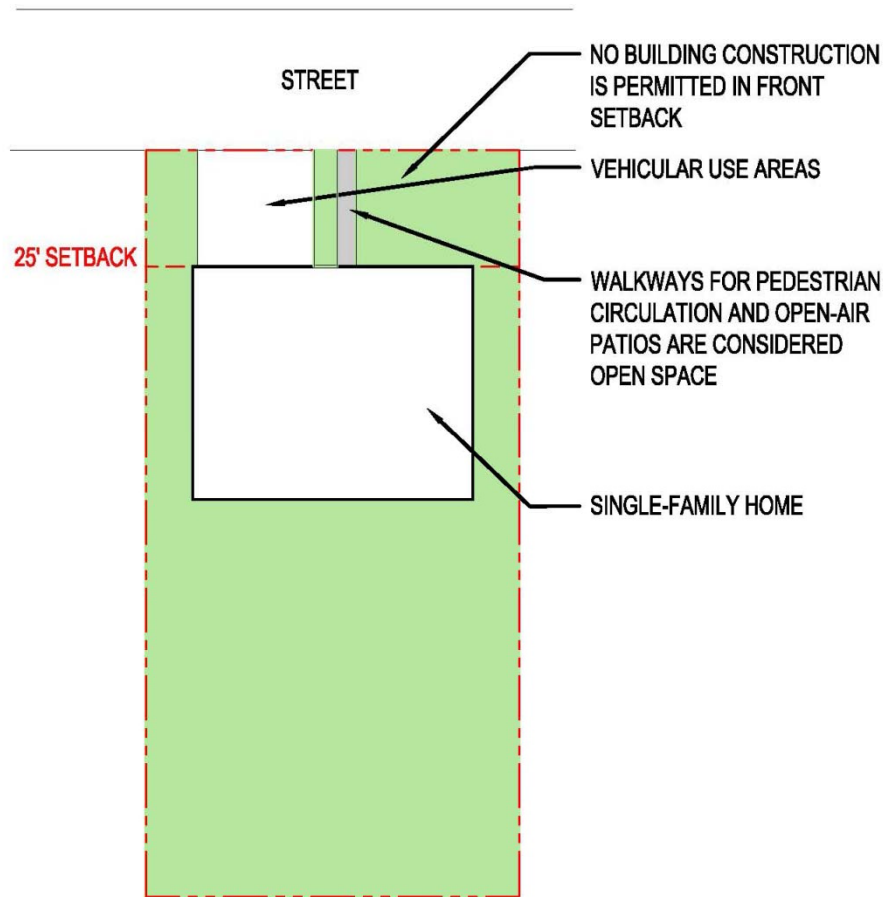 STREET
NO BUILDING CONSTRUCTION
IS PERMITTED IN FRONT
SETBACK
VEHICULAR USE AREAS
25' SETBACK
WALKWAYS FOR PEDESTRIAN
CIRCULATION AND OPEN-AIR
PATIOS ARE CONSIDERED
OPEN SPACE
SINGLE-FAMILY HOME